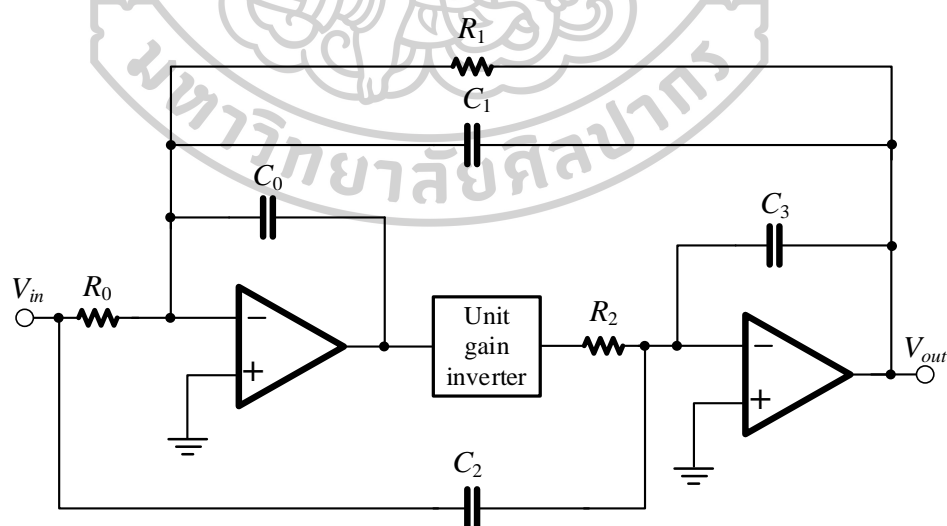 R1
C1
มหาวิทยาลัยศิลปากร
C0
C3
Vin
R0
Unit
gain
inverter
R2
Vout
C2